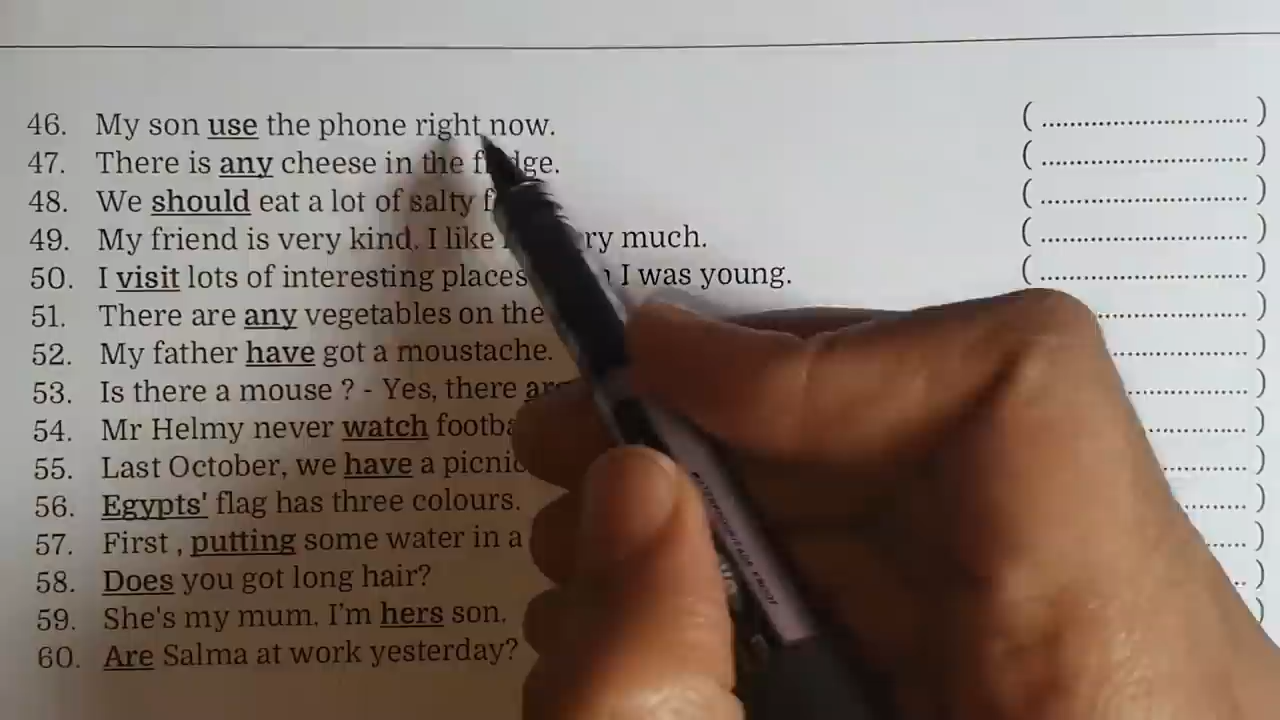 46. My son use the phone right now. (..............................)
47. There is any cheese in the fridge. (..............................)
48. We should eat a lot of salty (..............................)
49. My friend is very kind. I like very much. (..............................)
50. I visit lots of interesting places I was young. (..............................)
51. There are any vegetables on the ..............................)
52. My father have got a moustache. ..............................)
53. Is there a mouse ? - Yes, there are ..............................)
54. Mr Helmy never watch ....................)
55. Last October, we have a picnic ....................)
56. Egypts' flag has three colours. ..........)
57. First , putting some water in a ......)
58. Does you got long hair? ..)
59. She's my mum. I'm hers son. )
60. Are Salma at work yesterday?